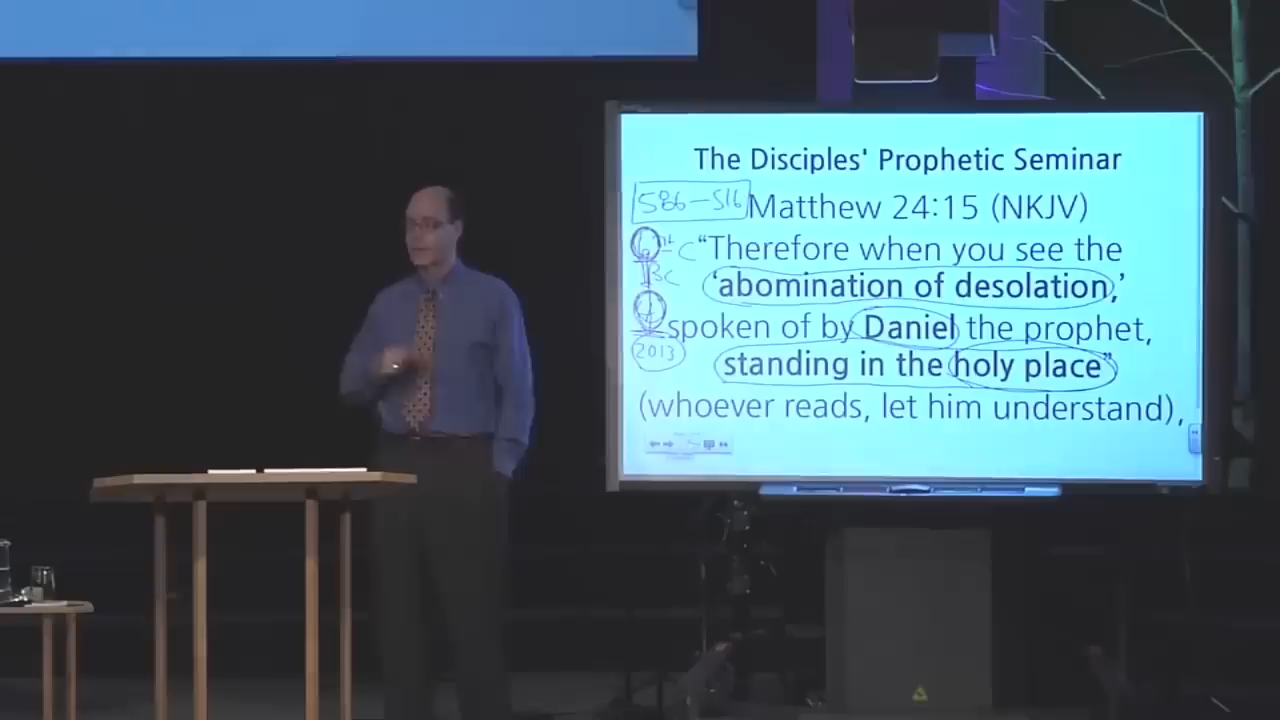 The Disciples' Prophetic Seminar
586-516
Matthew 24:15 (NKJV)
"Therefore when you see the
BC
'abomination of desolation,'
spoken of by Daniel the prophet,
2013
standing in the holy place"
(whoever reads, let him understand),